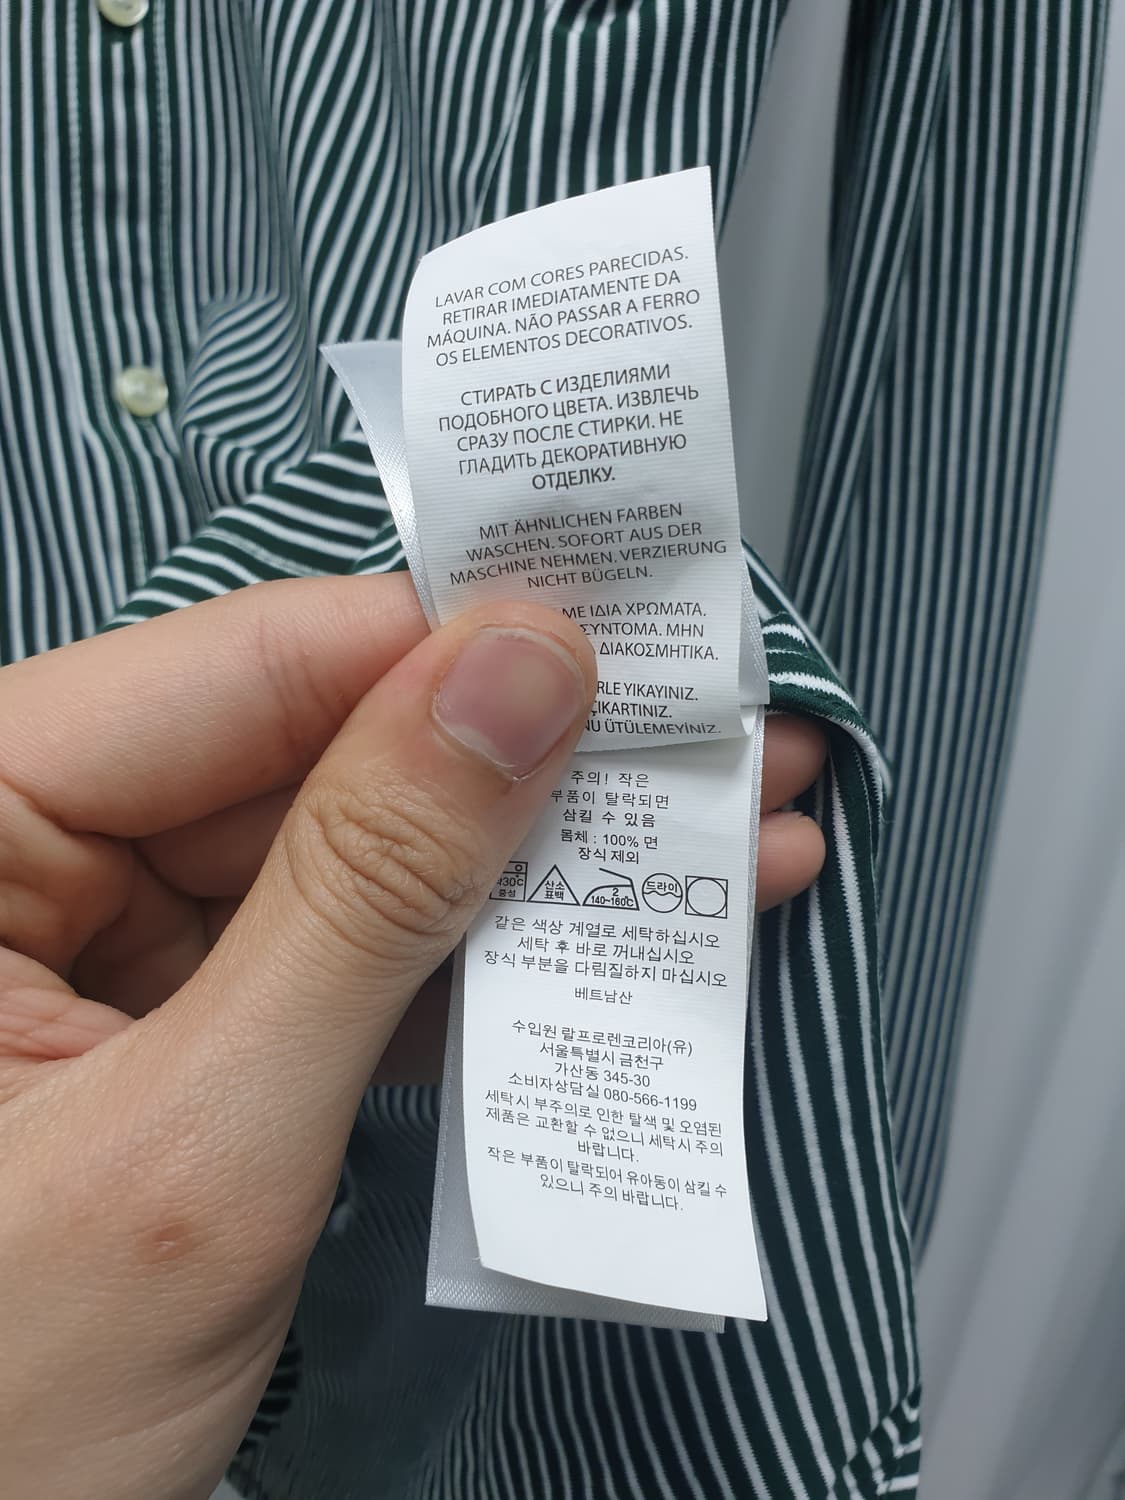 LAVAR COM CORES PARECIDAS.
RETIRAR IMEDIATAMENTE DA
MÁQUINA. NÃO PASSAR A FERRO
OS ELEMENTOS DECORATIVOS.
СТИРАТЬ С ИЗДЕЛИЯМИ
ПОДОБНОГО ЦВЕТА. ИЗВЛЕЧЬ
СРАЗУ ПОСЛЕ СТИРКИ. НЕ
ГЛАДИТЬ ДЕКОРАТИВНУЮ
ОТДЕЛКУ.
MIT ÄHNLICHEN FARBEN
WASCHEN. SOFORT AUS DER
MASCHINE NEHMEN. VERZIERUNG
NICHT BÜGELN.
ΜΕ ΙΔΙΑ ΧΡΩΜΑΤΑ.
ΣΥΝΤΟΜΑ. ΜΗΝ
ΔΙΑΚΟΣΜΗΤΙΚΑ.
RLE YIKAYINIZ.
ÇIKARTINIZ.
NU ÜTÜLEMEYİNİZ.
주의! 작은
부품이 탈락되면
삼킬 수 있음
몸체 : 100% 면
장식 제외
30℃ 중성 산소 표백 2 140~160℃ 드라이
같은 색상 계열로 세탁하십시오
세탁 후 바로 꺼내십시오
장식 부분을 다림질하지 마십시오
베트남산
수입원 랄프로렌코리아(유)
서울특별시 금천구
가산동 345-30
소비자상담실 080-566-1199
세탁시 부주의로 인한 탈색 및 오염된
제품은 교환할 수 없으니 세탁시 주의
바랍니다.
작은 부품이 탈락되어 유아동이 삼킬 수
있으니 주의 바랍니다.